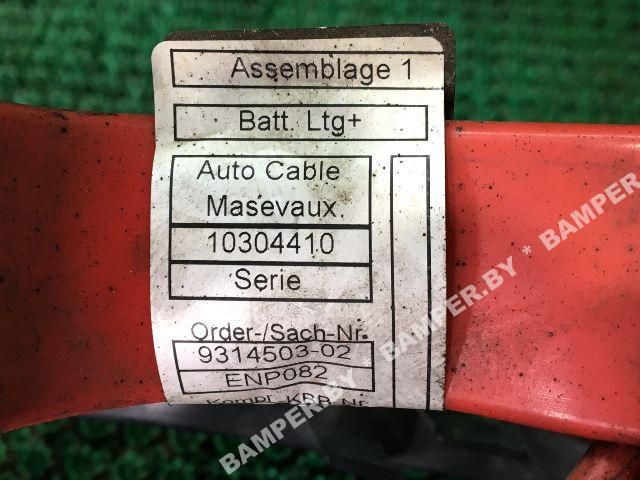 Assemblage 1
Batt. Ltg+
Auto Cable
Masevaux
10304410
Serie
Order-/Sach-Nr.
9314503-02
ENP082
BAMPER.BY * BAMPER.BY * BAMPER.BY * BAMPER.BY